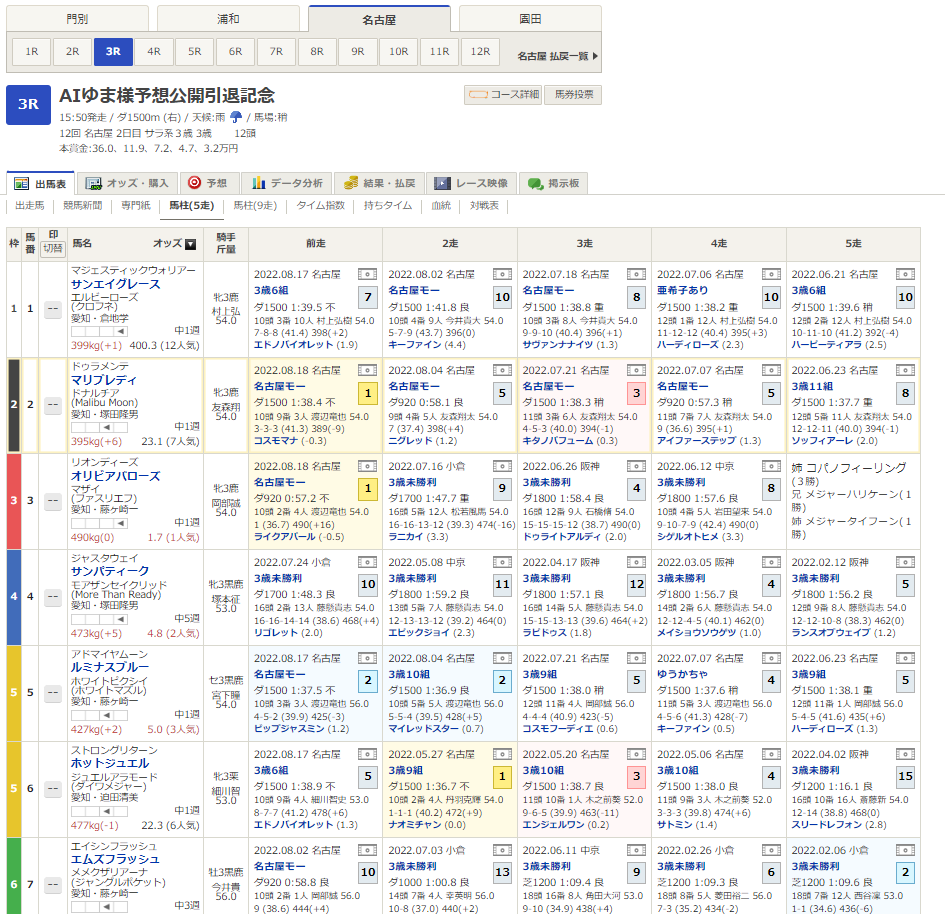 門別
浦和
名古屋
園田
1R 2R 3R 4R 5R 6R 7R 8R 9R 10R 11R 12R 名古屋 払戻一覧
3R
AIゆま様予想公開引退記念
コース詳細 馬券投票
15:50発走 / ダ1500m (右) / 天候:雨 / 馬場:稍
12回 名古屋 2日目 サラ系３歳 3歳 12頭
本賞金:36.0、11.9、7.2、4.7、3.2万円
出馬表 オッズ・購入 予想 データ分析 結果・払戻 レース映像 掲示板
出走馬 競馬新聞 専門紙 馬柱(5走) 馬柱(9走) タイム指数 持ちタイム 血統 対戦表
枠 馬番 印 切替 馬名 オッズ 騎手 斤量 前走 2走 3走 4走 5走
1 1 --
マジェスティックウォリアー
サンエイグレース
エルビーローズ
(クロフネ)
愛知・倉地学
中1週
399kg(+1) 400.3 (12人気)
牝3鹿
村上弘
54.0
2022.08.17 名古屋
3歳6組
7
ダ1500 1:39.5 不
10頭 3番 10人 村上弘樹 54.0
7-8-8 (41.4) 398(+2)
エドノバイオレット (1.9)
2022.08.02 名古屋
名古屋モー
10
ダ1500 1:41.8 良
10頭 4番 9人 今井貴大 54.0
5-7-9 (43.7) 396(0)
キーファイン (4.4)
2022.07.18 名古屋
名古屋モー
8
ダ1500 1:38.8 重
10頭 3番 8人 今井貴大 54.0
9-9-10 (40.4) 396(+1)
サヴァンナナイツ (1.3)
2022.07.06 名古屋
亜希子あり
10
ダ1500 1:38.2 重
12頭 1番 12人 村上弘樹 54.0
11-12-12 (40.4) 395(+3)
ハーディローズ (2.3)
2022.06.21 名古屋
3歳6組
10
ダ1500 1:39.6 稍
12頭 2番 12人 村上弘樹 54.0
10-11-10 (41.2) 392(-4)
ハービーティアラ (2.5)
2 2 --
ドゥラメンテ
マリブレディ
ドナルチア
(Malibu Moon)
愛知・塚田隆男
中1週
395kg(+6) 23.1 (7人気)
牝3鹿
友森翔
54.0
2022.08.18 名古屋
名古屋モー
1
ダ1500 1:38.4 不
10頭 9番 3人 渡辺竜也 54.0
3-3-3 (41.3) 389(-9)
コスモマナ (-0.3)
2022.08.04 名古屋
名古屋モー
5
ダ920 0:58.1 良
9頭 4番 5人 友森翔太 54.0
7 (37.4) 398(+4)
ニグレッド (1.2)
2022.07.21 名古屋
名古屋モー
3
ダ1500 1:38.3 稍
11頭 3番 6人 友森翔太 54.0
4-5-3 (40.0) 394(-1)
キタノパフューム (0.3)
2022.07.07 名古屋
名古屋モー
5
ダ920 0:57.3 稍
11頭 7番 7人 友森翔太 54.0
9 (36.6) 395(+1)
アイファーステップ (1.3)
2022.06.23 名古屋
3歳11組
8
ダ1500 1:37.7 重
12頭 5番 11人 友森翔太 54.0
12-12-11 (40.0) 394(-1)
ソッフィアーレ (2.0)
3 3 --
リオンディーズ
オリビアバローズ
マザイ
(ファスリエフ)
愛知・藤ヶ崎一
中1週
490kg(0) 1.7 (1人気)
牝3鹿
岡部誠
54.0
2022.08.18 名古屋
名古屋モー
1
ダ920 0:57.2 不
10頭 2番 4人 渡辺竜也 54.0
1 (36.7) 490(+16)
ライクアパール (-0.5)
2022.07.16 小倉
3歳未勝利
9
ダ1700 1:47.7 重
16頭 5番 12人 松若風馬 54.0
16-16-13-12 (39.3) 474(-16)
ラニカイ (3.3)
2022.06.26 阪神
3歳未勝利
4
ダ1800 1:58.4 良
16頭 12番 9人 石橋脩 54.0
15-15-15-12 (38.7) 490(0)
ドゥライトアルディ (2.0)
2022.06.12 中京
3歳未勝利
8
ダ1800 1:57.6 良
10頭 4番 5人 岩田望来 54.0
9-10-7-9 (42.4) 490(0)
シゲルオトヒメ (3.3)
姉 コパノフィーリング
(３勝)
兄 メジャーハリケーン(１
勝)
姉 メジャータイフーン(１
勝)
4 4 --
ジャスタウェイ
サンパティーク
モアザンセイクリッド
(More Than Ready)
愛知・塚田隆男
中5週
473kg(+5) 4.8 (2人気)
牝3黒鹿
塚本征
53.0
2022.07.24 小倉
3歳未勝利
10
ダ1700 1:48.3 良
16頭 2番 13人 藤懸貴志 54.0
16-16-14-14 (38.6) 468(+4)
リゴレット (2.0)
2022.05.08 中京
3歳未勝利
11
ダ1800 1:59.2 良
13頭 5番 7人 藤懸貴志 54.0
12-13-13-12 (39.2) 464(0)
エピックジョイ (2.3)
2022.04.17 阪神
3歳未勝利
12
ダ1800 1:57.1 良
16頭 14番 5人 藤懸貴志 54.0
15-15-13-13 (39.6) 464(+2)
ラビドゥス (1.8)
2022.03.05 阪神
3歳未勝利
4
ダ1800 1:56.7 良
14頭 2番 6人 藤懸貴志 54.0
12-12-4-5 (40.1) 462(0)
メイショウソウゲツ (1.0)
2022.02.12 阪神
3歳未勝利
5
ダ1800 1:56.2 良
12頭 9番 8人 藤懸貴志 54.0
12-12-10-8 (38.3) 462(0)
ランスオブウェイブ (1.2)
5 5 --
アドマイヤムーン
ルミナスブルー
ホワイトピクシイ
(ホワイトマズル)
愛知・藤ヶ崎一
中1週
427kg(+2) 5.0 (3人気)
セ3黒鹿
宮下瞳
54.0
2022.08.17 名古屋
名古屋モー
2
ダ1500 1:37.5 不
10頭 3番 3人 渡辺竜也 56.0
4-5-2 (39.9) 425(-3)
ビップジャスミン (1.2)
2022.08.04 名古屋
3歳10組
2
ダ1500 1:36.9 良
10頭 5番 5人 渡辺竜也 56.0
5-5-4 (39.5) 428(+5)
マイレッドスター (0.7)
2022.07.21 名古屋
3歳9組
5
ダ1500 1:38.0 稍
12頭 11番 4人 岡部誠 56.0
4-4-4 (40.9) 423(-5)
コスモフーディエ (0.6)
2022.07.07 名古屋
ゆうかちゃ
4
ダ1500 1:37.6 稍
11頭 5番 3人 渡辺竜也 56.0
4-5-6 (41.3) 428(-7)
キーファイン (0.5)
2022.06.23 名古屋
3歳9組
5
ダ1500 1:38.1 重
12頭 11番 1人 岡部誠 56.0
5-4-5 (41.6) 435(+6)
ハーディローズ (1.3)
5 6 --
ストロングリターン
ホットジュエル
ジュエルアラモード
(ダイワメジャー)
愛知・迫田清美
中1週
477kg(-1) 22.3 (6人気)
牝3栗
細川智
53.0
2022.08.17 名古屋
3歳6組
5
ダ1500 1:38.9 不
10頭 9番 4人 細川智史 53.0
8-6-7 (41.2) 478(+6)
エドノバイオレット (1.3)
2022.05.27 名古屋
3歳9組
1
ダ1500 1:36.7 不
10頭 2番 4人 丹羽克輝 54.0
1-1-1 (40.2) 472(+9)
ナオミチャン (0.0)
2022.05.20 名古屋
3歳10組
3
ダ1500 1:38.7 良
11頭 10番 1人 木之前葵 52.0
6-6-6 (39.9) 463(-11)
エンジェルワン (0.2)
2022.05.06 名古屋
3歳10組
4
ダ1500 1:38.0 良
11頭 9番 3人 木之前葵 52.0
3-3-3 (39.8) 474(+6)
サトミン (1.4)
2022.04.02 阪神
3歳未勝利
15
ダ1200 1:16.1 良
16頭 10番 16人 斎藤新 54.0
12-14 (38.8) 468(0)
スリードレフォン (2.8)
6 7 --
エイシンフラッシュ
エムズフラッシュ
メメクザリアーナ
(ジャングルポケット)
愛知・藤ヶ崎一
中3週
牡3黒鹿
今井貴
56.0
2022.08.02 名古屋
名古屋モー
10
ダ920 0:58.8 良
10頭 2番 1人 岡部誠 56.0
9 (38.6) 444(+4)
2022.07.03 小倉
3歳未勝利
13
ダ1000 1:00.8 良
14頭 7番 4人 幸英明 56.0
10-8 (37.0) 440(+2)
2022.06.11 中京
3歳未勝利
9
芝1200 1:09.4 良
18頭 16番 8人 角田大河 53.0
9-10 (34.9) 438(+4)
2022.02.26 小倉
3歳未勝利
6
芝1200 1:09.3 良
18頭 8番 5人 菱田裕二 56.0
7-3 (35.2) 434(-2)
2022.02.06 小倉
3歳未勝利
2
芝1200 1:09.6 良
18頭 7番 12人 西谷凜 53.0
1-1 (34.6) 436(-6)